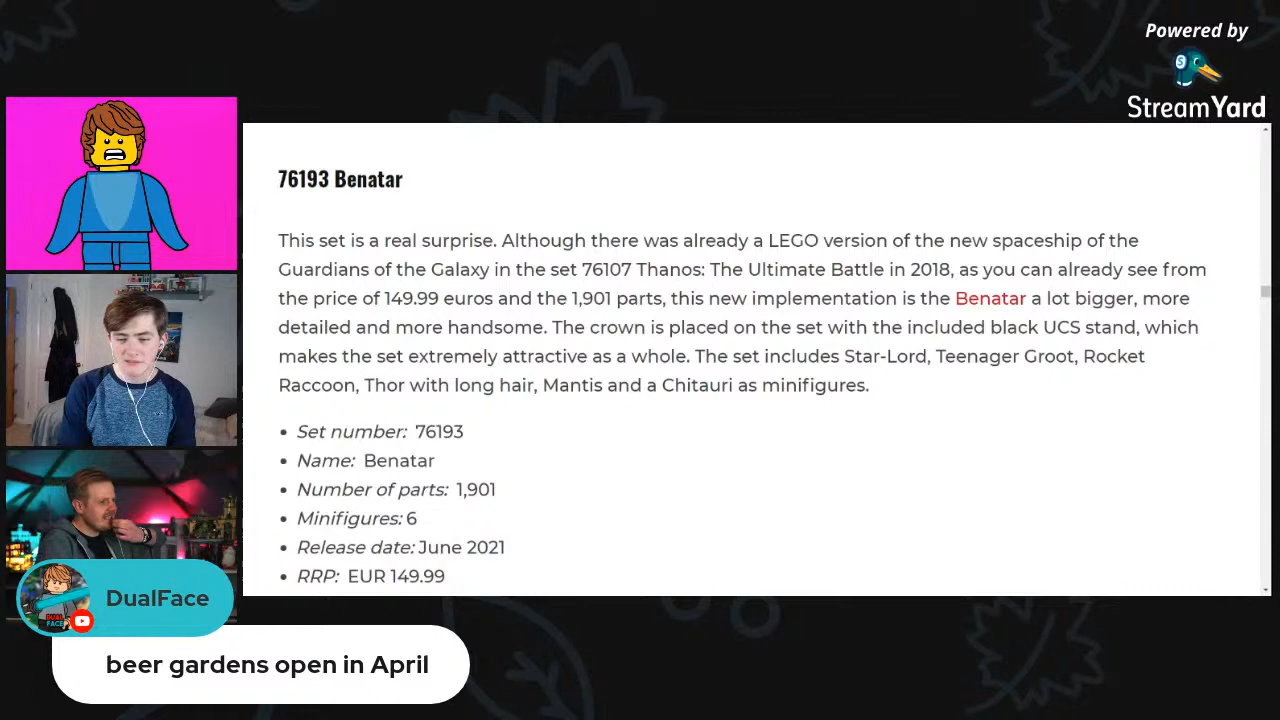 Powered by
StreamYard
76193 Benatar
This set is a real surprise. Although there was already a LEGO version of the new spaceship of the
Guardians of the Galaxy in the set 76107 Thanos: The Ultimate Battle in 2018, as you can already see from
the price of 149.99 euros and the 1,901 parts, this new implementation is the Benatar a lot bigger, more
detailed and more handsome. The crown is placed on the set with the included black UCS stand, which
makes the set extremely attractive as a whole. The set includes Star-Lord, Teenager Groot, Rocket
Raccoon, Thor with long hair, Mantis and a Chitauri as minifigures.
• Set number: 76193
• Name: Benatar
• Number of parts: 1,901
• Minifigures: 6
• Release date: June 2021
• RRP: EUR 149.99
DUAL
FACE
DualFace
beer gardens open in April